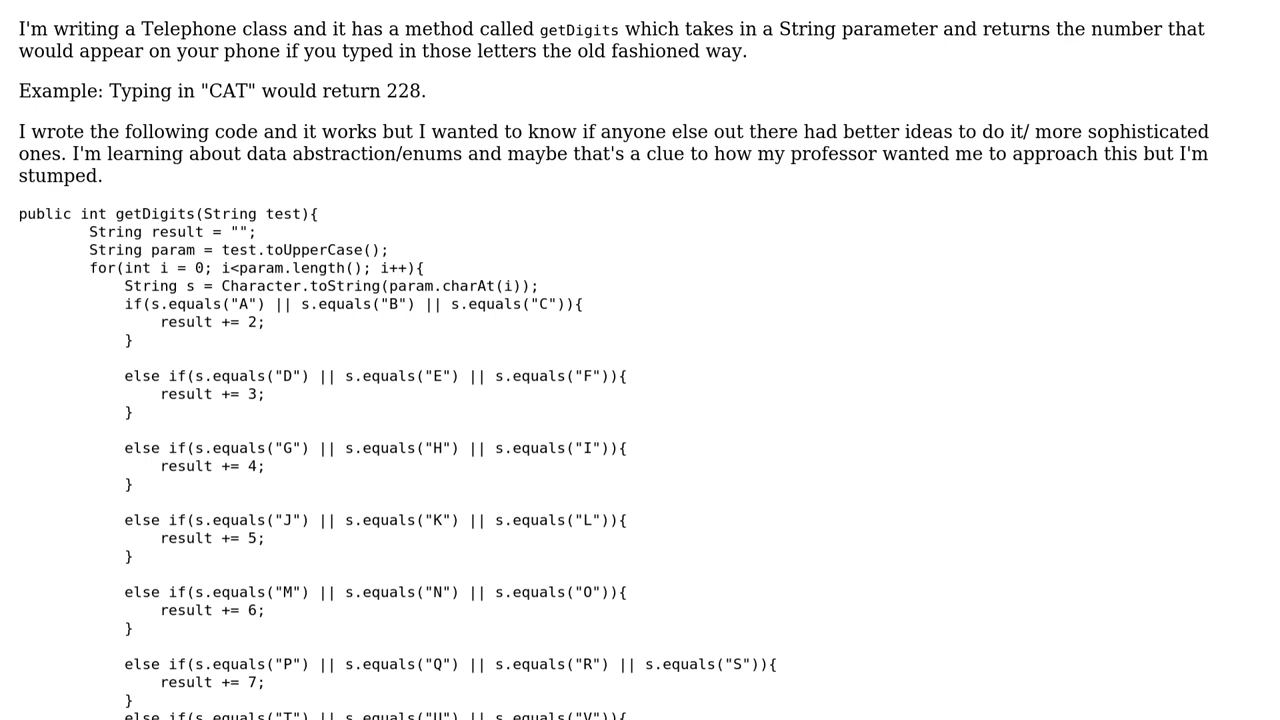 I'm writing a Telephone class and it has a method called getDigits which takes in a String parameter and returns the number that
would appear on your phone if you typed in those letters the old fashioned way.
Example: Typing in "CAT" would return 228.
I wrote the following code and it works but I wanted to know if anyone else out there had better ideas to do it/ more sophisticated
ones. I'm learning about data abstraction/enums and maybe that's a clue to how my professor wanted me to approach this but I'm
stumped.
public int getDigits(String test){
        String result = "";
        String param = test.toUpperCase();
        for(int i = 0; i<param.length(); i++){
            String s = Character.toString(param.charAt(i));
            if(s.equals("A") || s.equals("B") || s.equals("C")){
                result += 2;
            }
            else if(s.equals("D") || s.equals("E") || s.equals("F")){
                result += 3;
            }
            else if(s.equals("G") || s.equals("H") || s.equals("I")){
                result += 4;
            }
            else if(s.equals("J") || s.equals("K") || s.equals("L")){
                result += 5;
            }
            else if(s.equals("M") || s.equals("N") || s.equals("O")){
                result += 6;
            }
            else if(s.equals("P") || s.equals("Q") || s.equals("R") || s.equals("S")){
                result += 7;
            }
            else if(s.equals("T") || s.equals("U") || s.equals("V")){